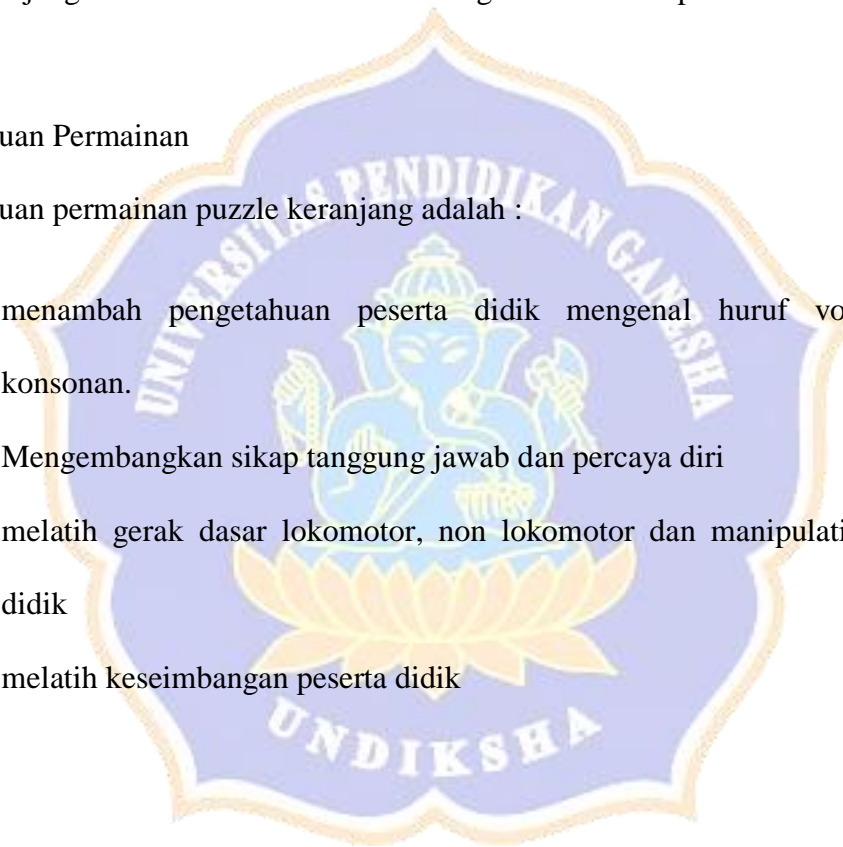 uan Permainan
uan permainan puzzle keranjang adalah :
menambah pengetahuan peserta didik mengenal huruf vo
konsonan.
Mengembangkan sikap tanggung jawab dan percaya diri
melatih gerak dasar lokomotor, non lokomotor dan manipulati
didik
melatih keseimbangan peserta didik
UNIVERSITAS PENDIDIKAN GANESHA
UNDIKSHA